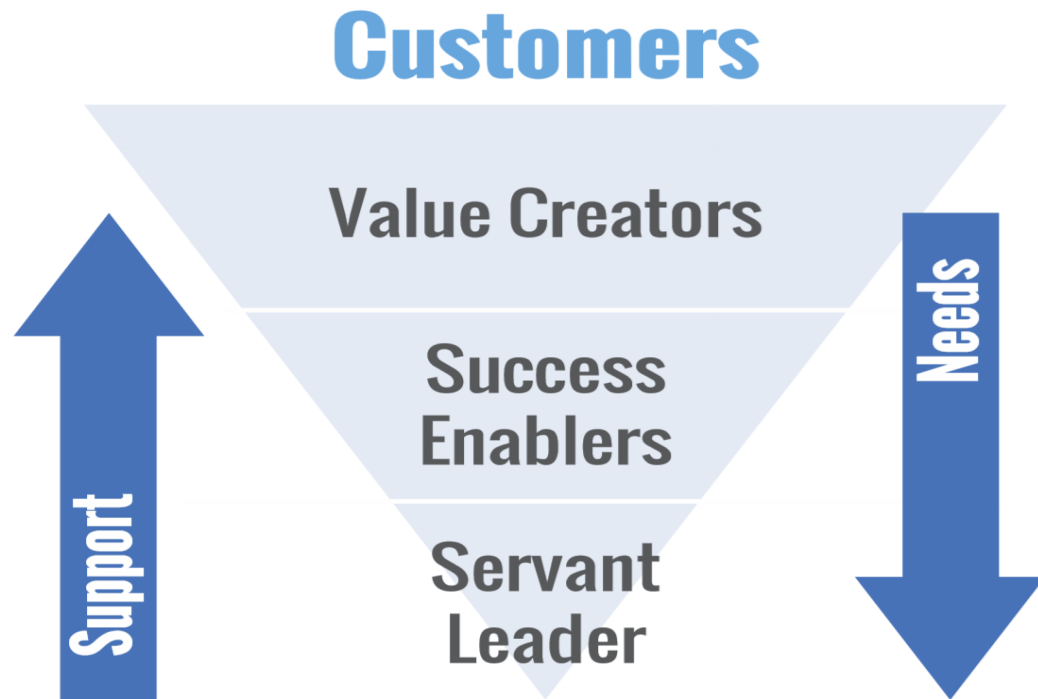 Customers
Value Creators
Needs
Success
Enablers
Support
Servant
Leader